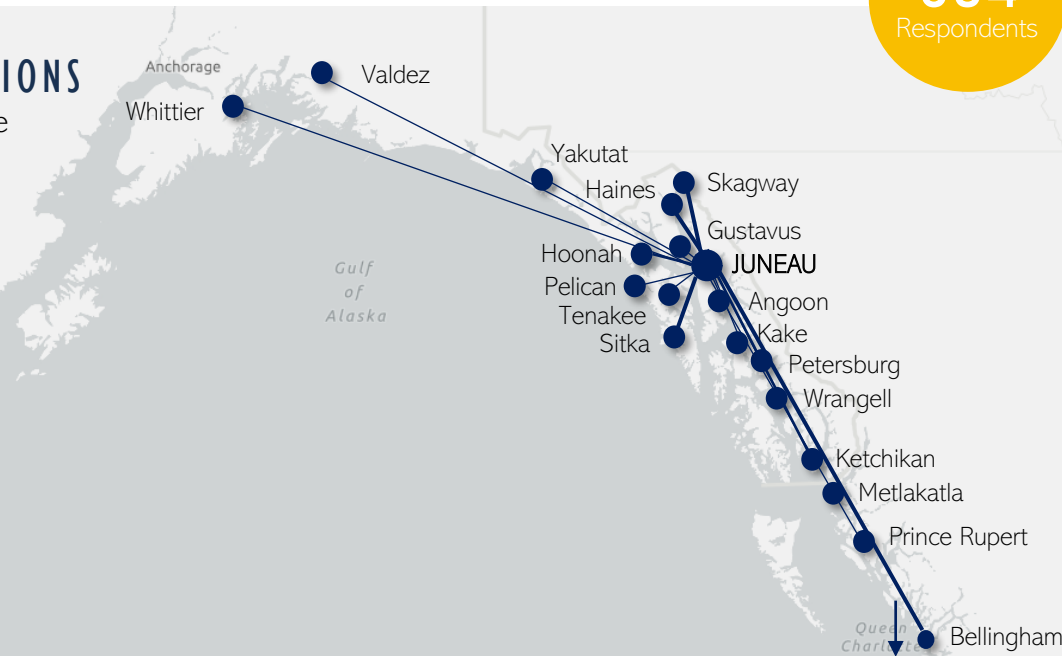 Respondents
IONS
e
Anchorage
Valdez
Whittier
Yakutat
Haines
Skagway
Gustavus
Hoonah
JUNEAU
Gulf
of
Alaska
Pelican
Angoon
Tenakee
Kake
Sitka
Petersburg
Wrangell
Ketchikan
Metlakatla
Prince Rupert
Queen
Charlotte
Bellingham